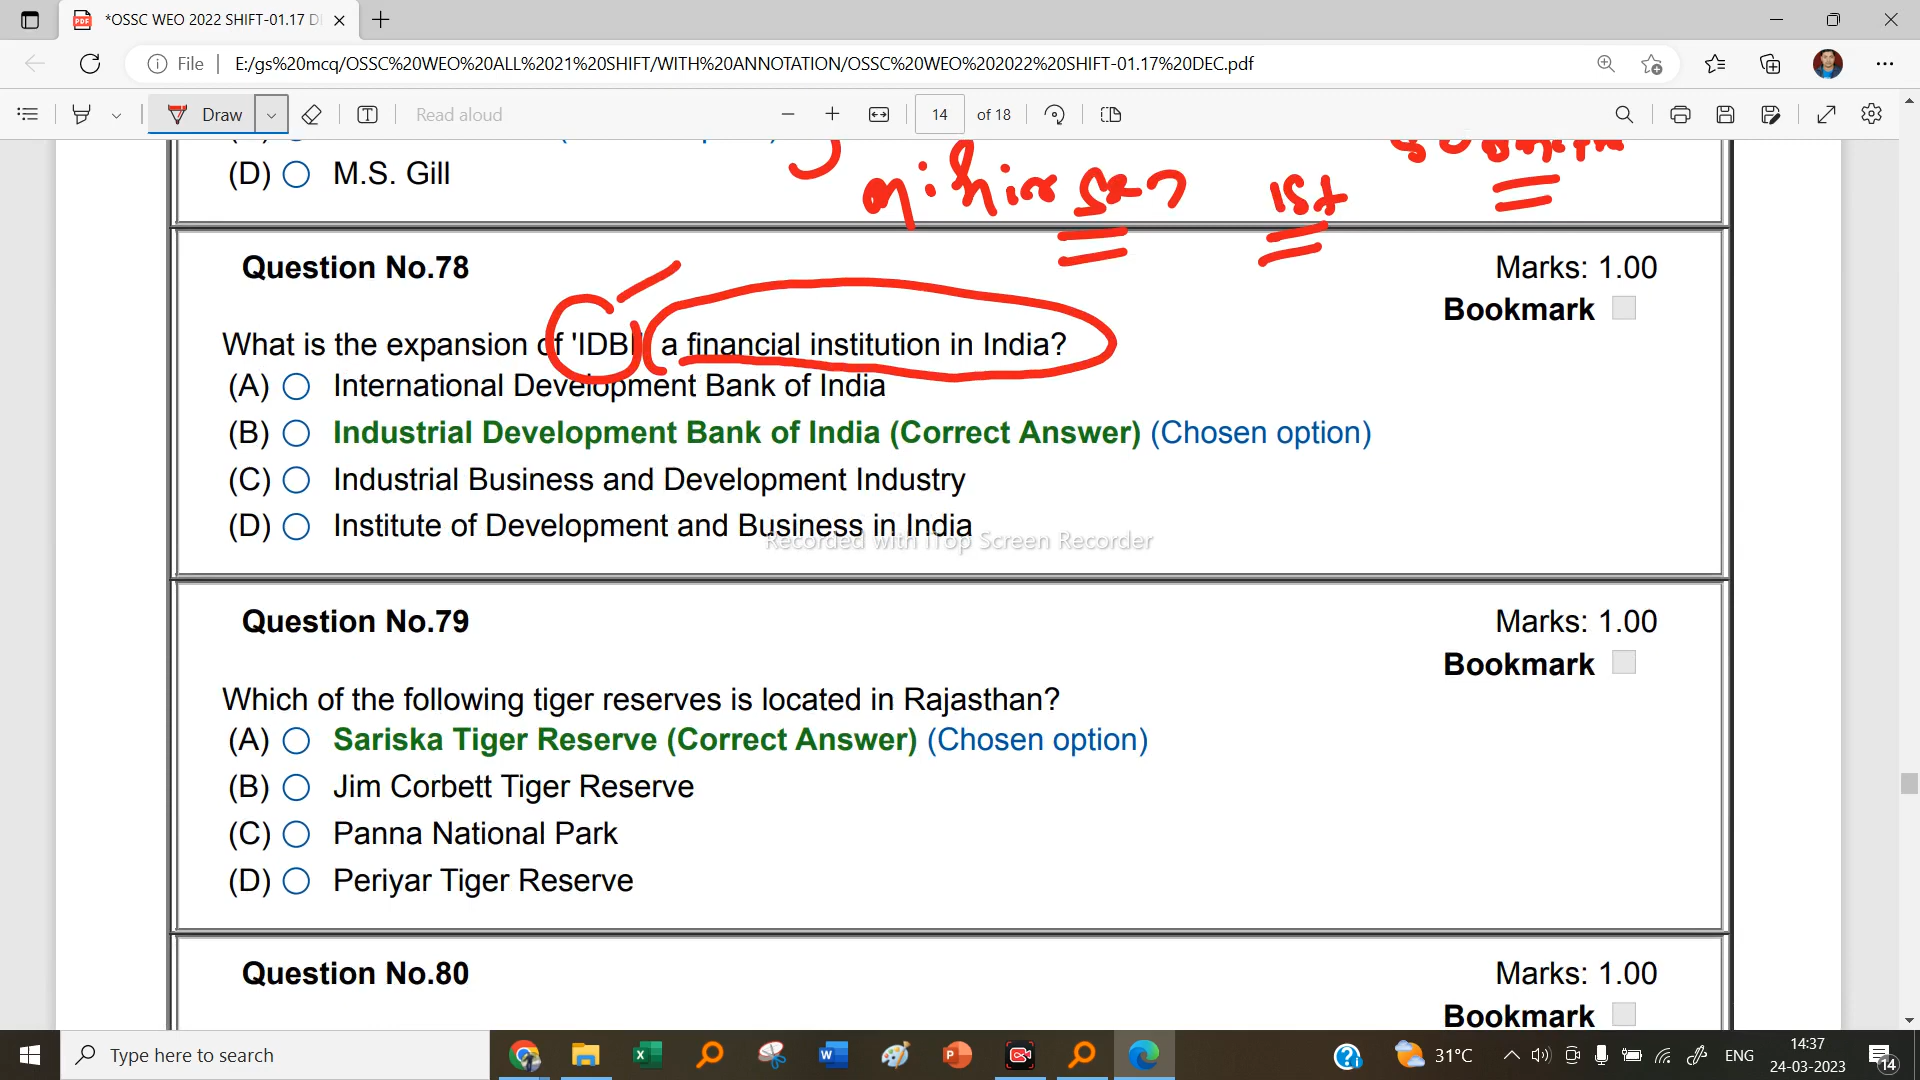 *OSSC WEO 2022 SHIFT-01.17 D
File
E:/gs%20mcq/OSSC%20WEO%20ALL%2021%20SHIFT/WITH%20ANNOTATION/OSSC%20WEO%202022%20SHIFT-01.17%20DEC.pdf
Draw
Read aloud
14 of 18
(D) M.S. Gill
Sen 1st
Question No.78 Marks: 1.00
Bookmark
What is the expansion of 'IDBI' a financial institution in India?
(A) International Development Bank of India
(B) Industrial Development Bank of India (Correct Answer) (Chosen option)
(C) Industrial Business and Development Industry
(D) Institute of Development and Business in India
Recorded with iTop Screen Recorder
Question No.79 Marks: 1.00
Bookmark
Which of the following tiger reserves is located in Rajasthan?
(A) Sariska Tiger Reserve (Correct Answer) (Chosen option)
(B) Jim Corbett Tiger Reserve
(C) Panna National Park
(D) Periyar Tiger Reserve
Question No.80 Marks: 1.00
Bookmark
Type here to search
31°C
ENG
14:37
24-03-2023
14